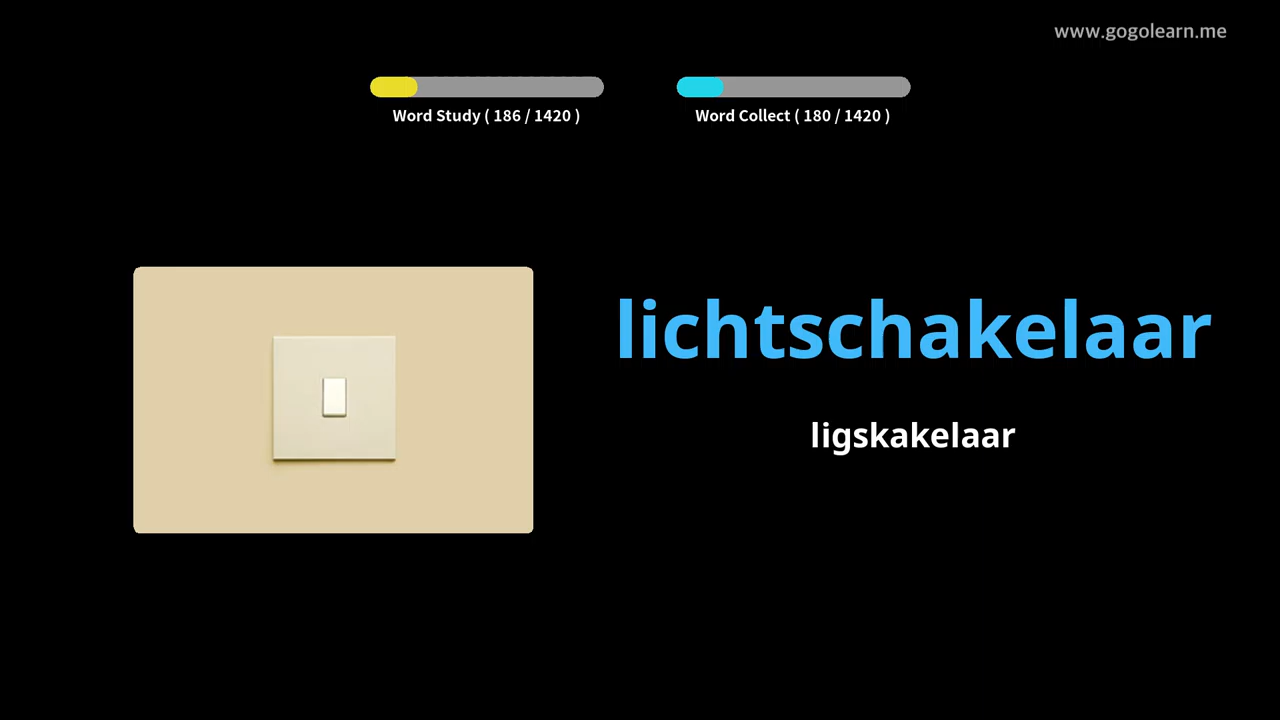 www.gogolearn.me
Word Study ( 186 / 1420 )
Word Collect ( 180 / 1420 )
lichtschakelaar
ligskakelaar